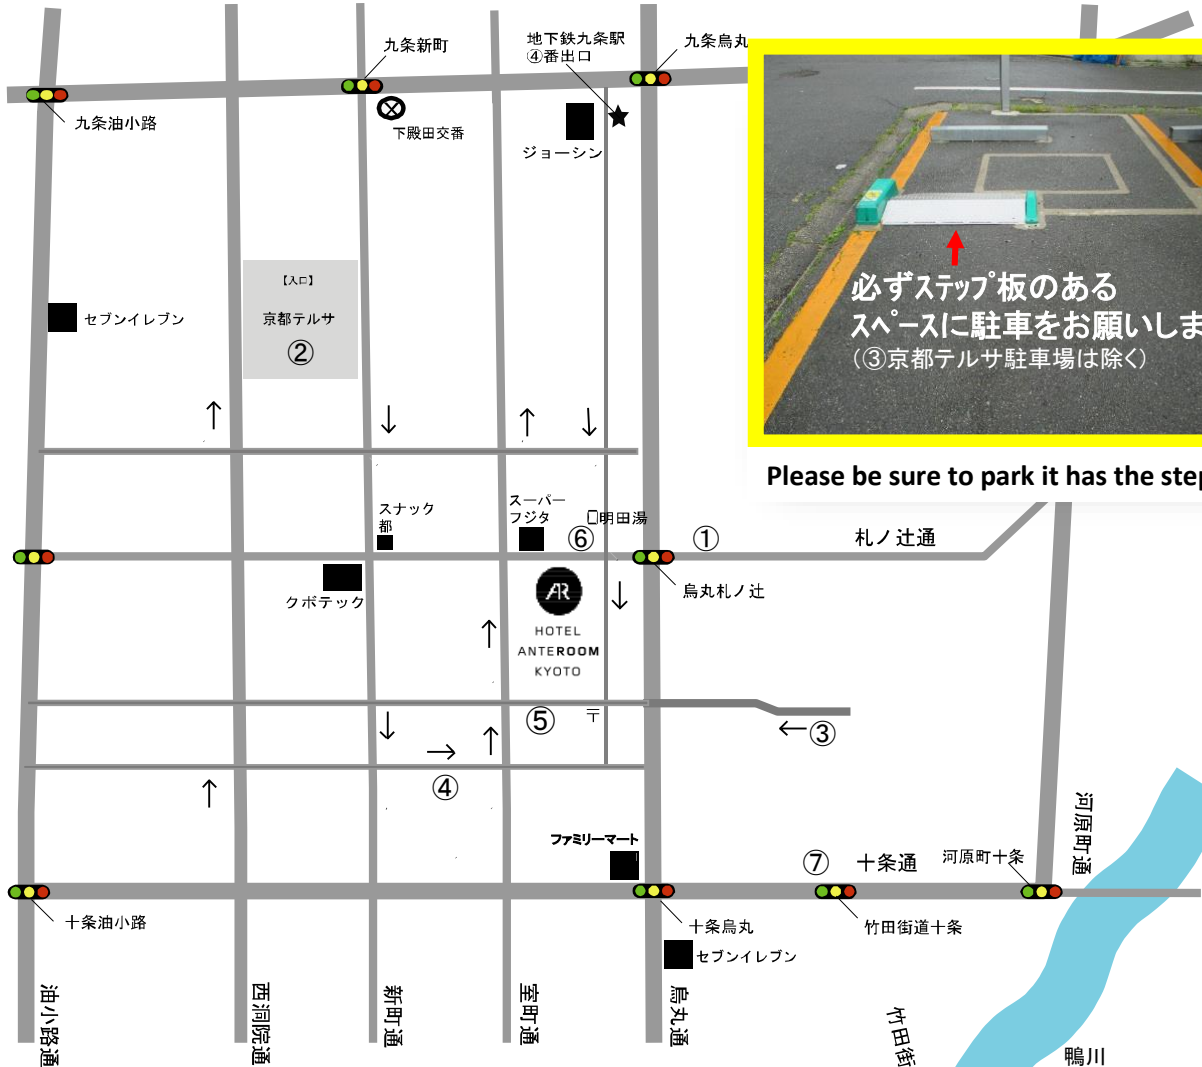 九条新町
地下鉄九条駅
④番出口
九条烏丸
九条油小路
下殿田交番
ジョーシン
【入口】
京都テルサ
②
セブンイレブン
必ずステップ板のある
スペースに駐車をお願いしま
(③京都テルサ駐車場は除く)
Please be sure to park it has the step
スナック
都
スーパー
フジタ
⑥
明田湯
①
札ノ辻通
烏丸札ノ辻
クボテック
AR
HOTEL
ANTEROOM
KYOTO
⑤
〒
③
④
ファミリーマート
⑦
十条通
河原町十条
河原町通
十条油小路
十条烏丸
竹田街道十条
セブンイレブン
油小路通
西洞院通
新町通
室町通
烏丸通
竹田街
鴨川